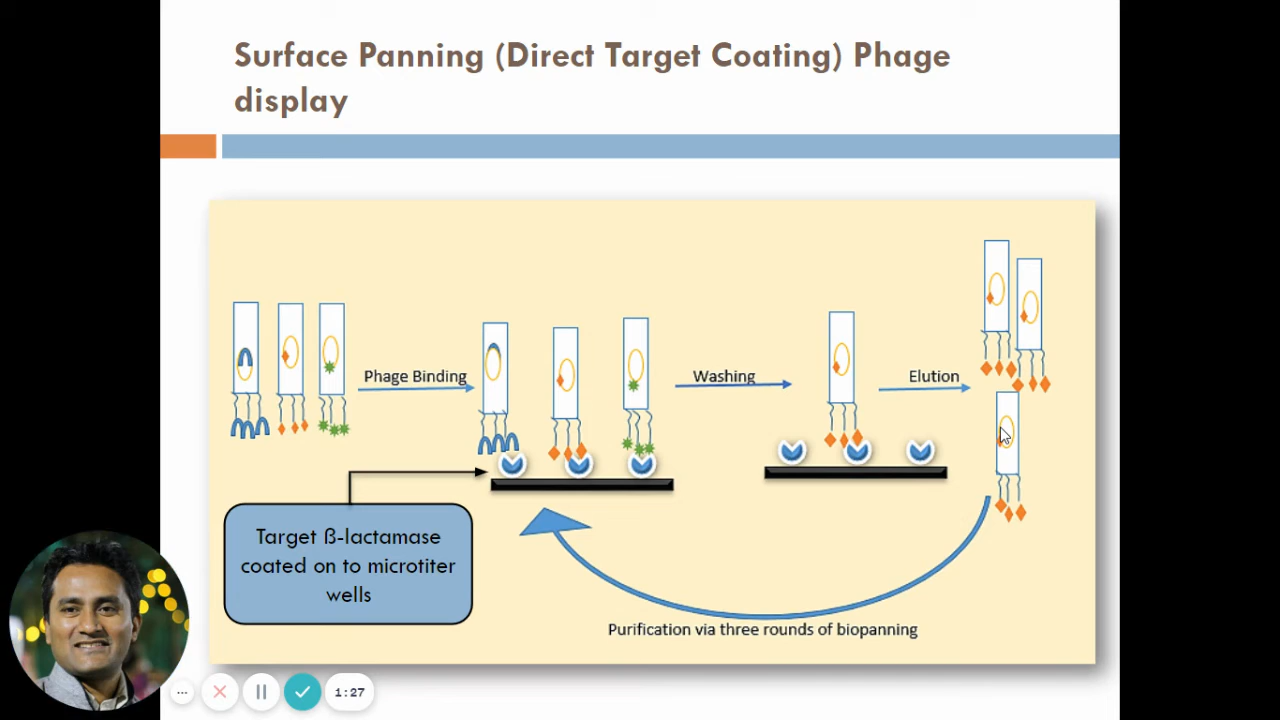 Surface Panning (Direct Target Coating) Phage
display
Phage Binding
Washing
Elution
Target ß-lactamase
coated on to microtiter
wells
Purification via three rounds of biopanning
1:27